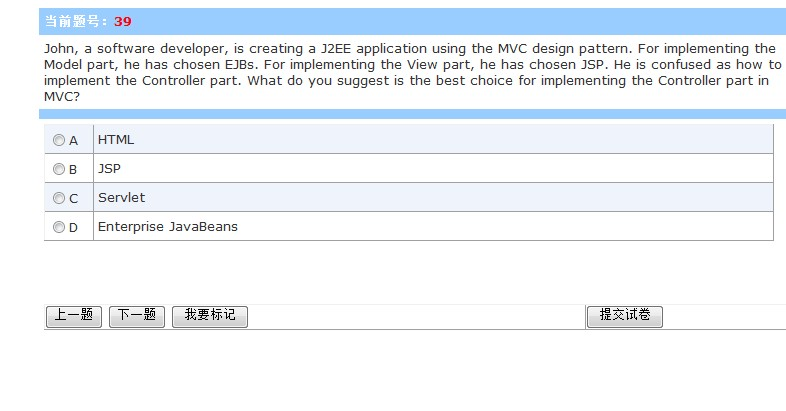 当前题号：39
John, a software developer, is creating a J2EE application using the MVC design pattern. For implementing the
Model part, he has chosen EJBs. For implementing the View part, he has chosen JSP. He is confused as how to
implement the Controller part. What do you suggest is the best choice for implementing the Controller part in
MVC?
A HTML
B JSP
C Servlet
D Enterprise JavaBeans
上一题 下一题 我要标记 提交试卷